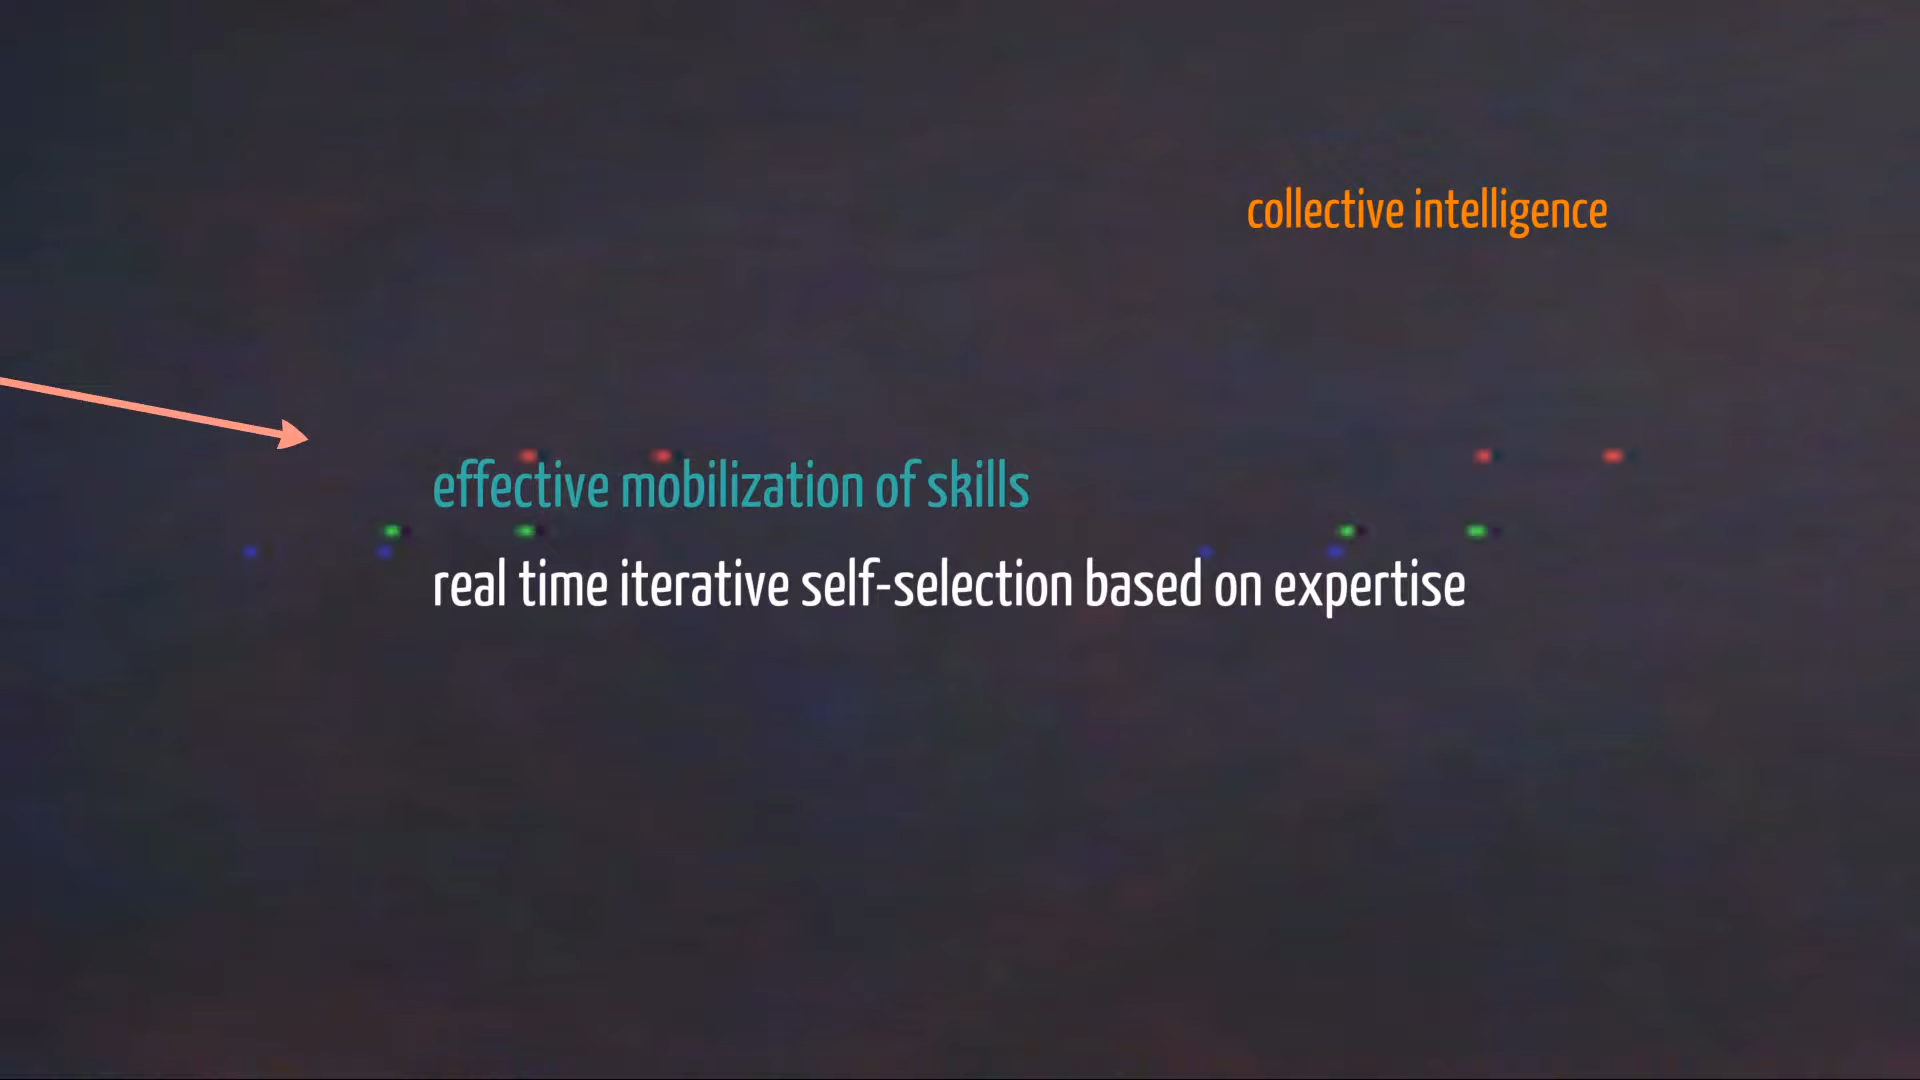 collective intelligence
effective mobilization of skills
real time iterative self-selection based on expertise